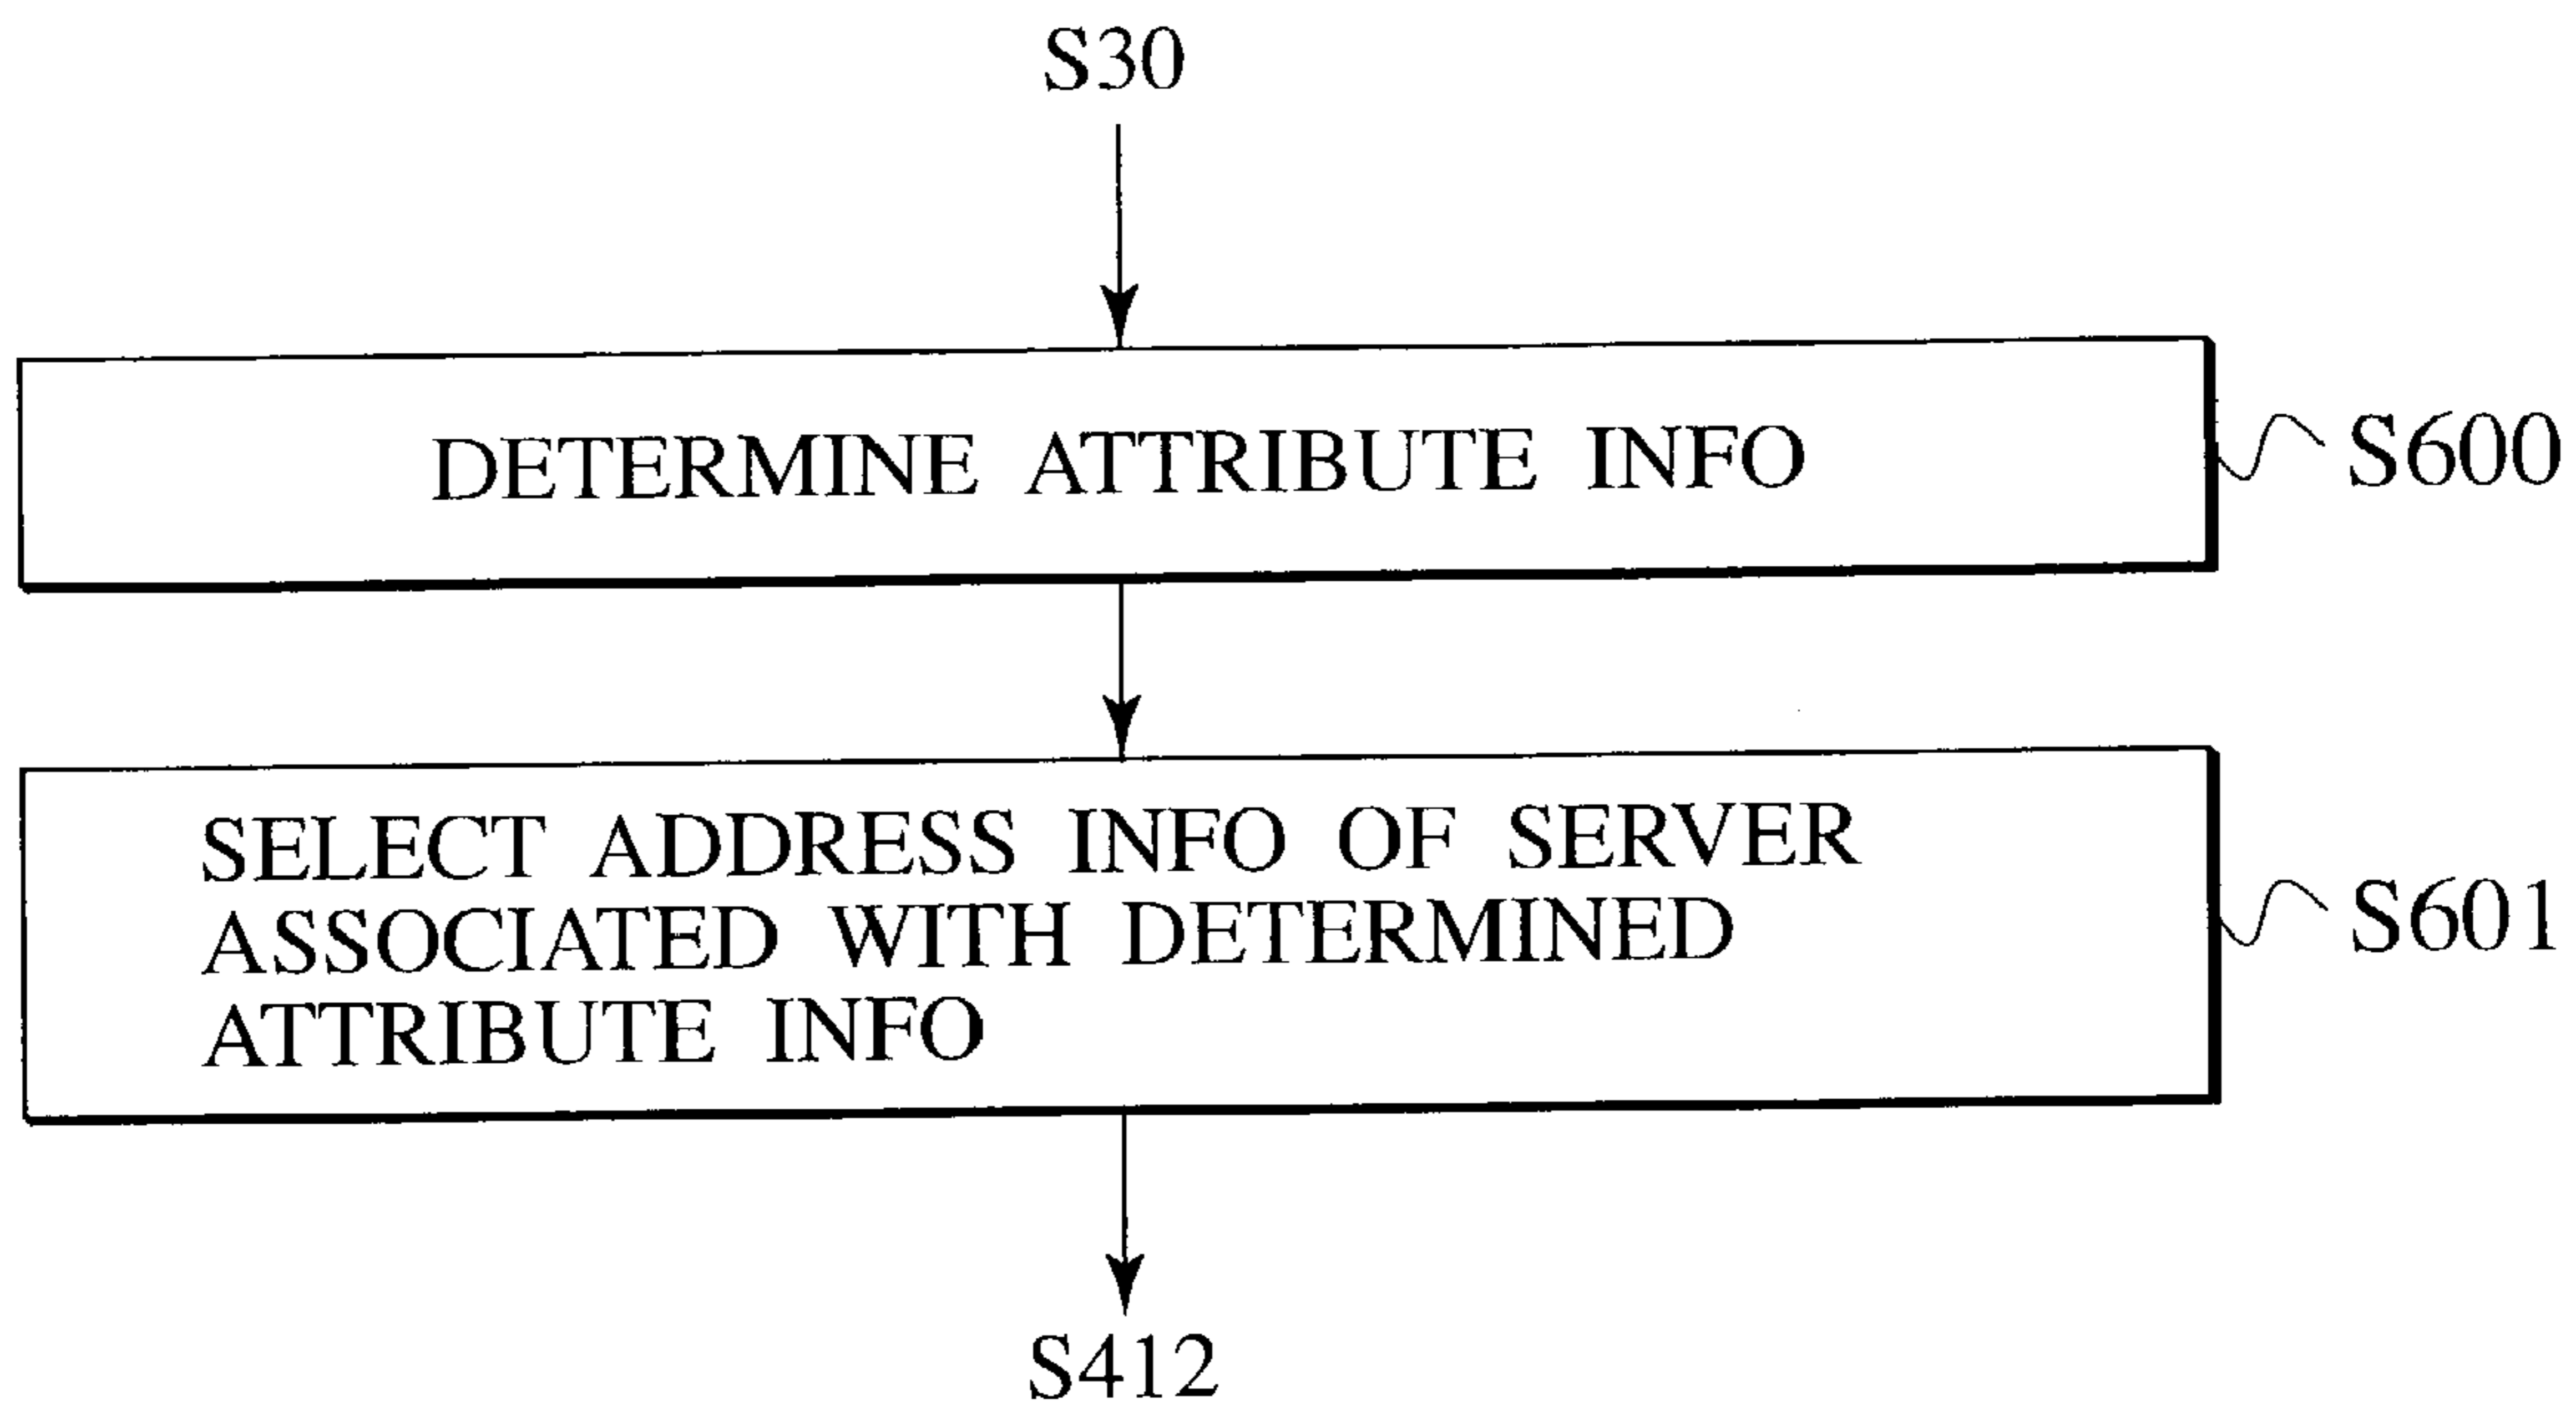 S30
DETERMINE ATTRIBUTE INFO
S600
SELECT ADDRESS INFO OF SERVER
ASSOCIATED WITH DETERMINED
ATTRIBUTE INFO
S601
S412